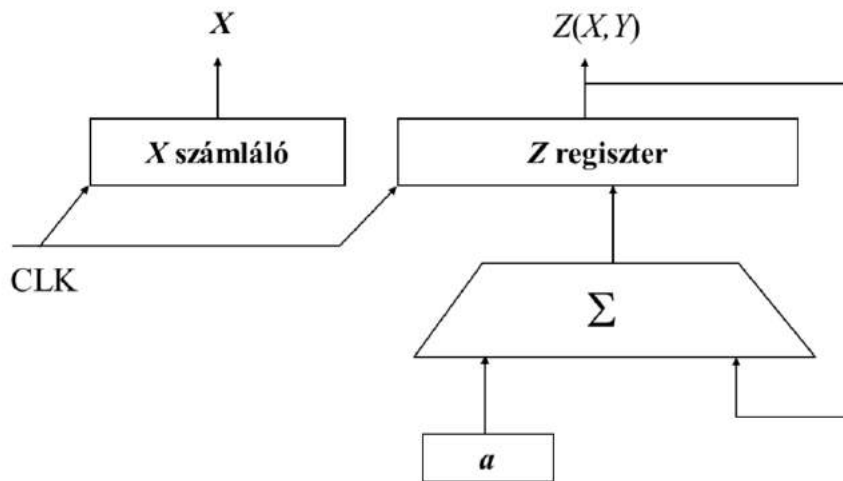 X
Z(X,Y)
X számláló
Z regiszter
CLK
Σ
a